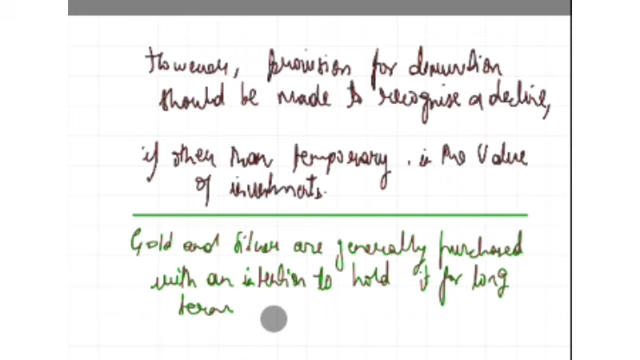 However, provision for diminution
should be made to recognise a decline,
if other than temporary, in the value
of investments.
Gold and Silver are generally purchased
with an intention to hold it for long
term